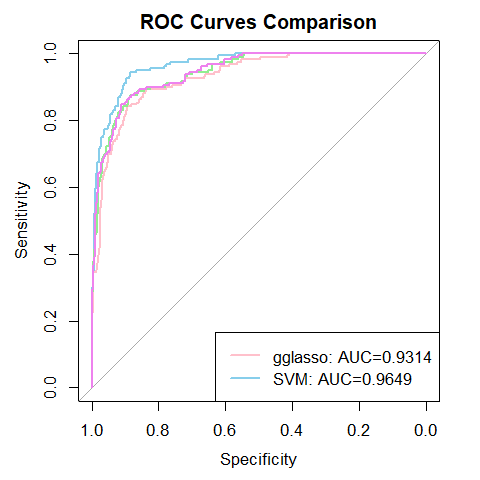 ROC Curves Comparison
1.0
0.8
0.6
0.4
0.2
0.0
Sensitivity
gglasso: AUC=0.9314
SVM: AUC=0.9649
1.0 0.8 0.6 0.4 0.2 0.0
Specificity